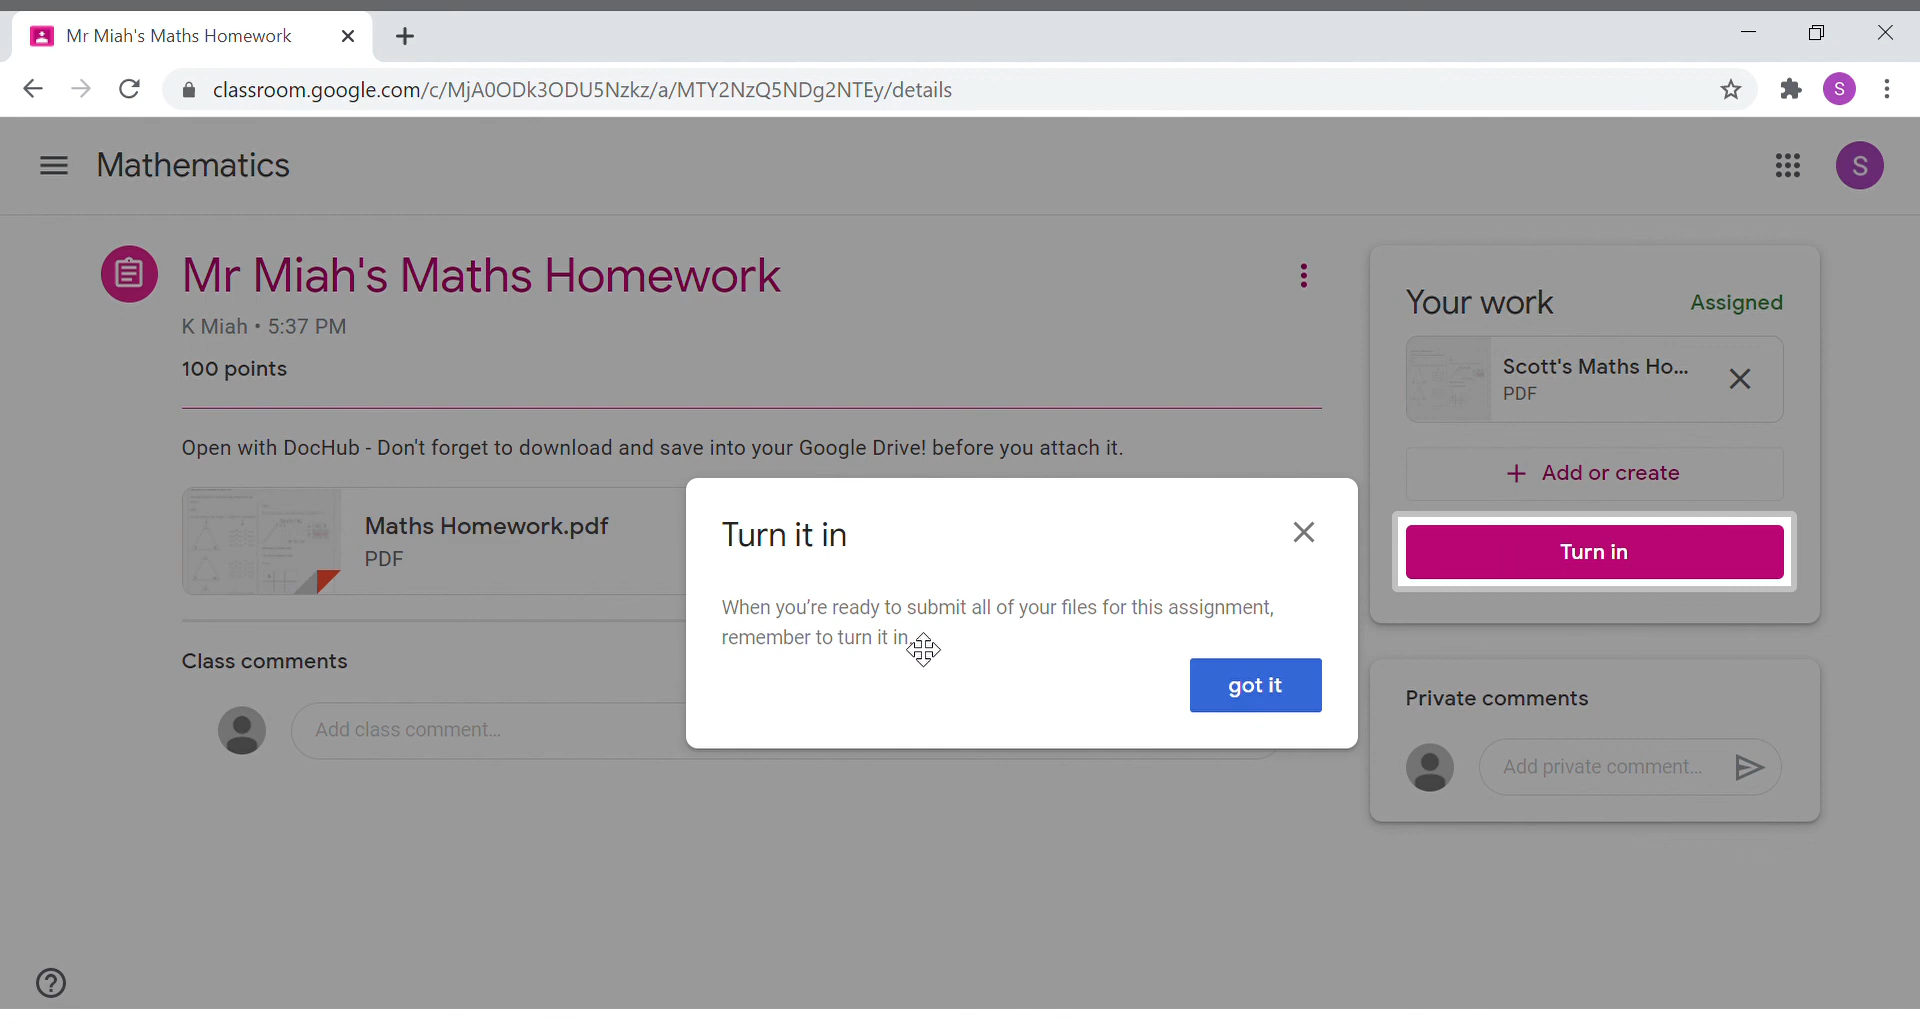 Mr Miah's Maths Homework
classroom.google.com/c/MjA0ODk3ODU5Nzkz/a/MTY2NzQ5NDg2NTEy/details
S
Mathematics
S
Mr Miah's Maths Homework
K Miah • 5:37 PM
100 points
Open with DocHub - Don't forget to download and save into your Google Drive! before you attach it.
Maths Homework.pdf
PDF
Class comments
Add class comment...
Turn it in
When you're ready to submit all of your files for this assignment,
remember to turn it in
got it
Your work
Assigned
Scott's Maths Ho...
PDF
+ Add or create
Turn in
Private comments
Add private comment...